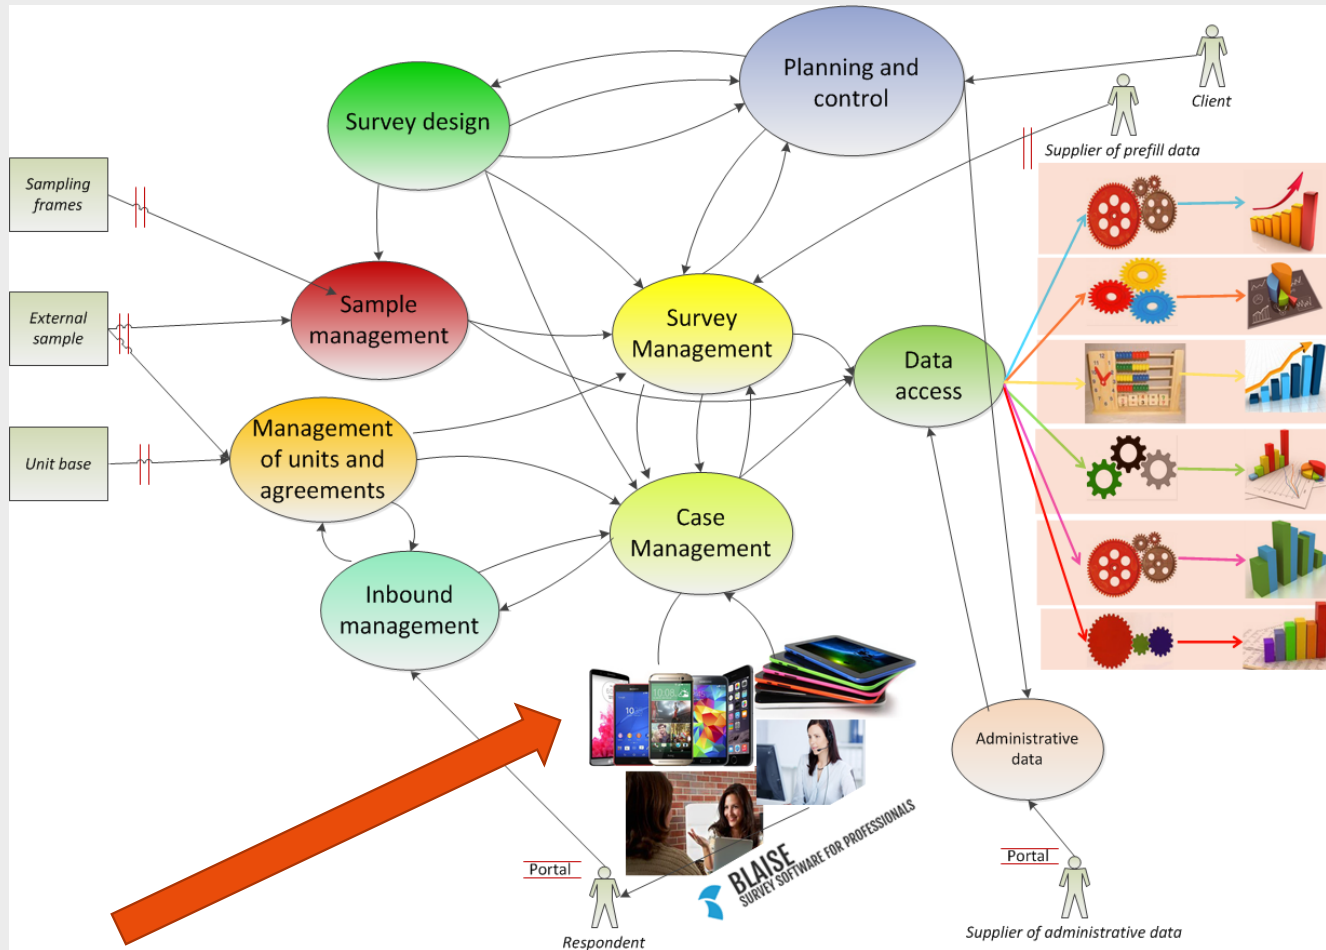 Planning and
control
Client
Survey design
Supplier of prefill data
Sampling
frames
External
sample
Sample
management
Survey
Management
Data
access
Unit base
Management
of units and
agreements
Case
Management
Inbound
management
10:08
Administrative
data
BLAISE
SURVEY SOFTWARE FOR PROFESSIONALS
Portal
Portal
Respondent
Supplier of administrative data